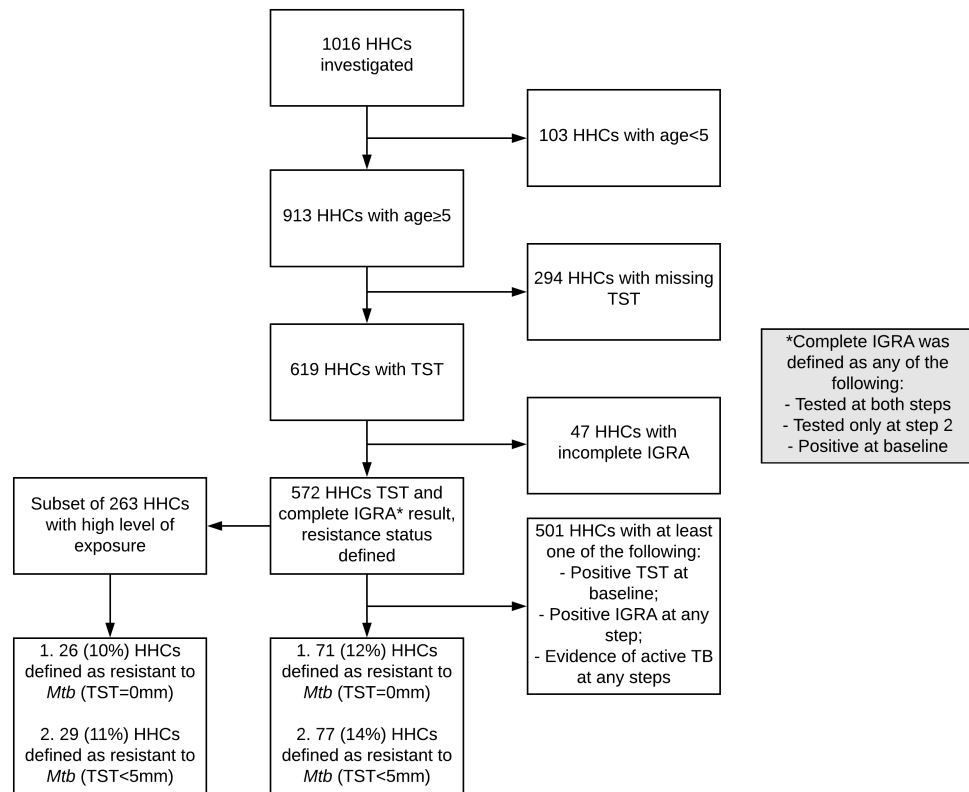 1016 HHCs
investigated
103 HHCs with age<5
913 HHCs with age≥5
294 HHCs with missing
TST
619 HHCs with TST
*Complete IGRA was
defined as any of the
following:
- Tested at both steps
- Tested only at step 2
- Positive at baseline
47 HHCs with
incomplete IGRA
Subset of 263 HHCs
with high level of
exposure
572 HHCs TST and
complete IGRA* result,
resistance status
defined
501 HHCs with at least
one of the following:
- Positive TST at
baseline;
- Positive IGRA at any
step;
- Evidence of active TB
at any steps
1. 26 (10%) HHCs
defined as resistant to
Mtb (TST=0mm)
2. 29 (11%) HHCs
defined as resistant to
Mtb (TST<5mm)
1. 71 (12%) HHCs
defined as resistant to
Mtb (TST=0mm)
2. 77 (14%) HHCs
defined as resistant to
Mtb (TST<5mm)